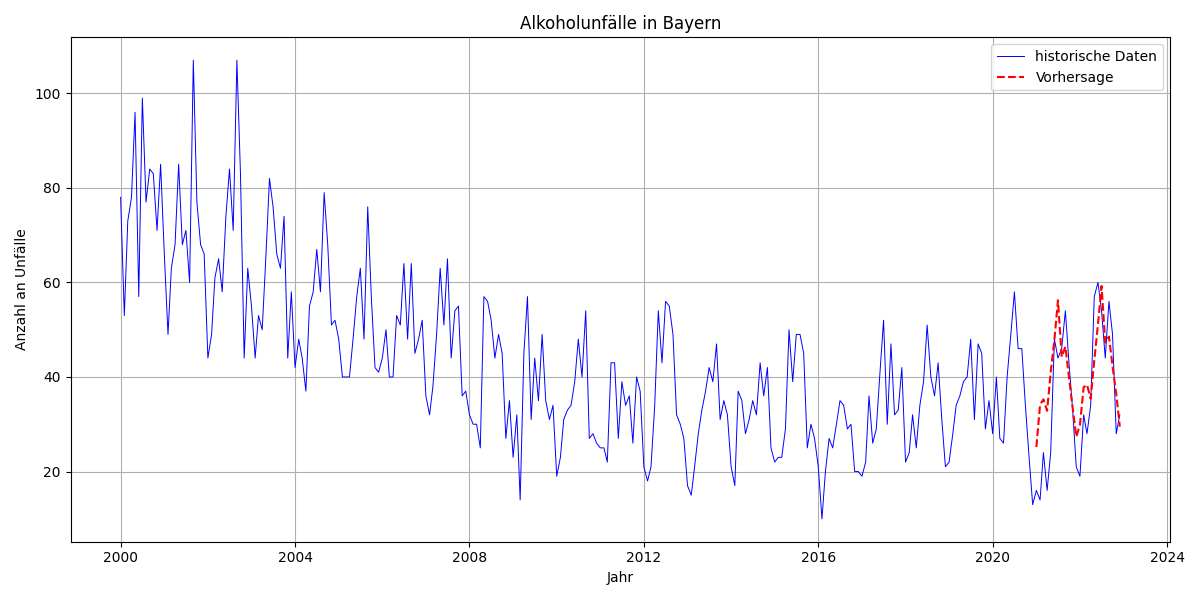 Alkoholunfälle in Bayern
historische Daten
Vorhersage
Anzahl an Unfälle
100
80
60
40
20
2000
2004
2008
2012
2016
2020
2024
Jahr